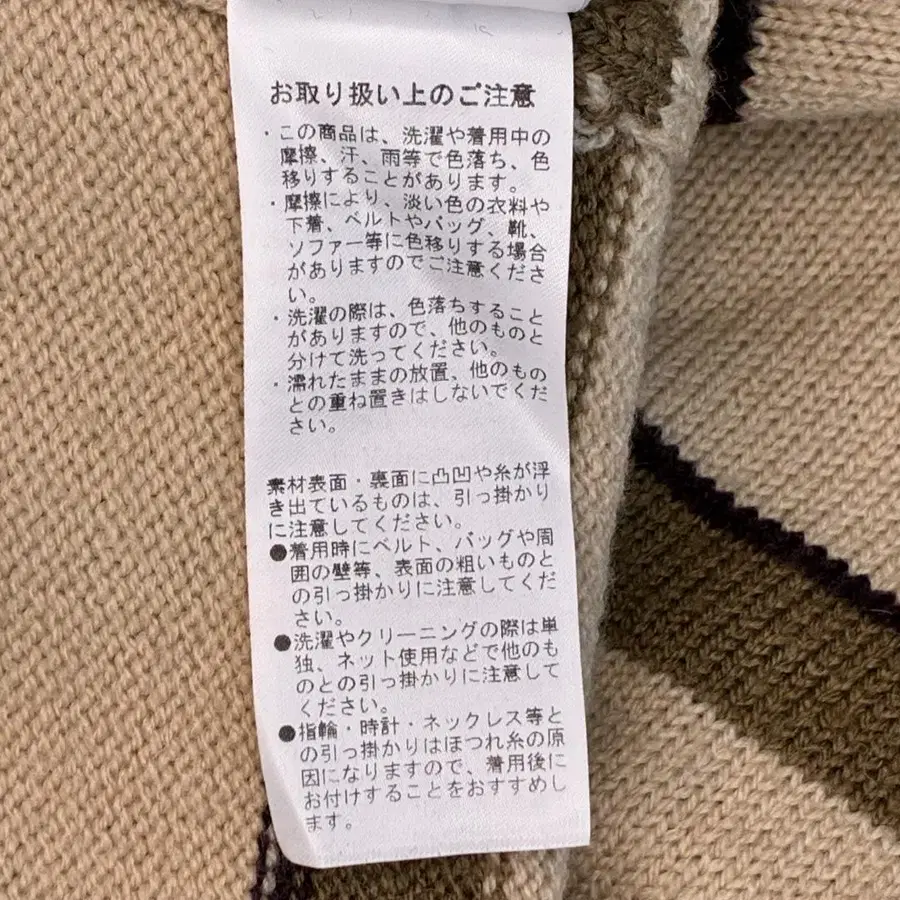 お取り扱い上のご注意
・この商品は、洗濯や着用中の
摩擦、汗、雨等で色落ち、色
移りすることがあります。
・摩擦により、淡い色の衣料や
下着、ベルトやバッグ、靴、
ソファー等に色移りする場合
がありますのでご注意くださ
い。
・洗濯の際は、色落ちすること
がありますので、他のものと
分けて洗ってください。
・濡れたままの放置、他のもの
との重ね置きはしないでくだ
さい。
素材表面・裏面に凸凹や糸が浮
き出ているものは、引っ掛かり
に注意してください。
●着用時にベルト、バッグや周
囲の壁等、表面の粗いものと
の引っ掛かりに注意してくだ
さい。
●洗濯やクリーニングの際は単
独、ネット使用などで他のも
のとの引っ掛かりに注意して
ください。
●指輪・時計・ネックレス等と
の引っ掛かりはほつれ糸の原
因になりますので、着用後に
お付けすることをおすすめし
ます。